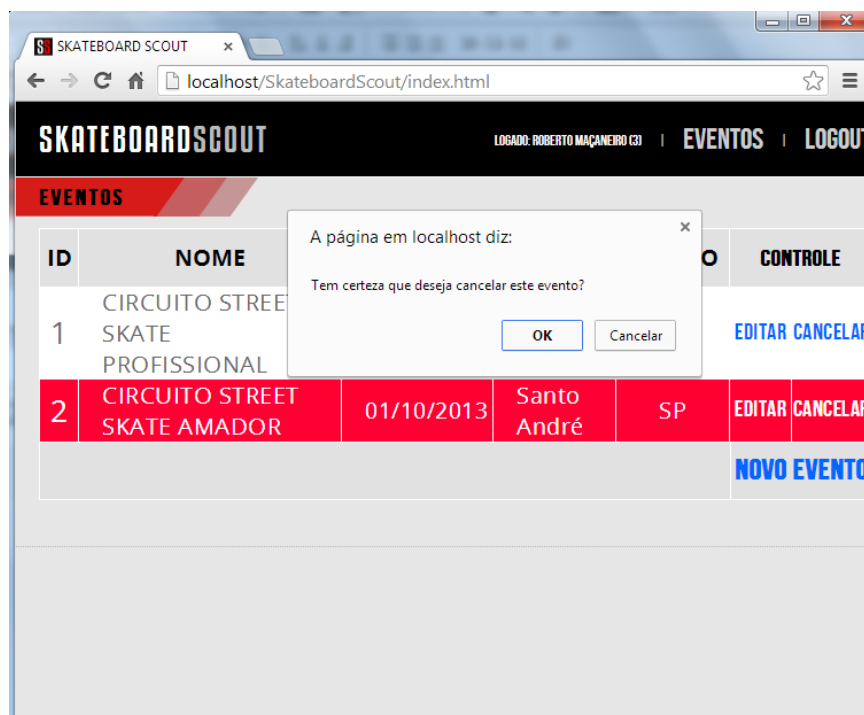 SKATEBOARD SCOUT
localhost/SkateboardScout/index.html
SKATEBOARDSCOUT
LOGADO: ROBERTO MAÇANEIRO (3) | EVENTOS | LOGOUT
EVENTOS
A página em localhost diz:
Tem certeza que deseja cancelar este evento?
OK Cancelar
ID NOME O CONTROLE
1 CIRCUITO STREET EDITAR CANCELAR
SKATE
PROFISSIONAL
2 CIRCUITO STREET 01/10/2013 Santo SP EDITAR CANCELAR
SKATE AMADOR André
NOVO EVENTO